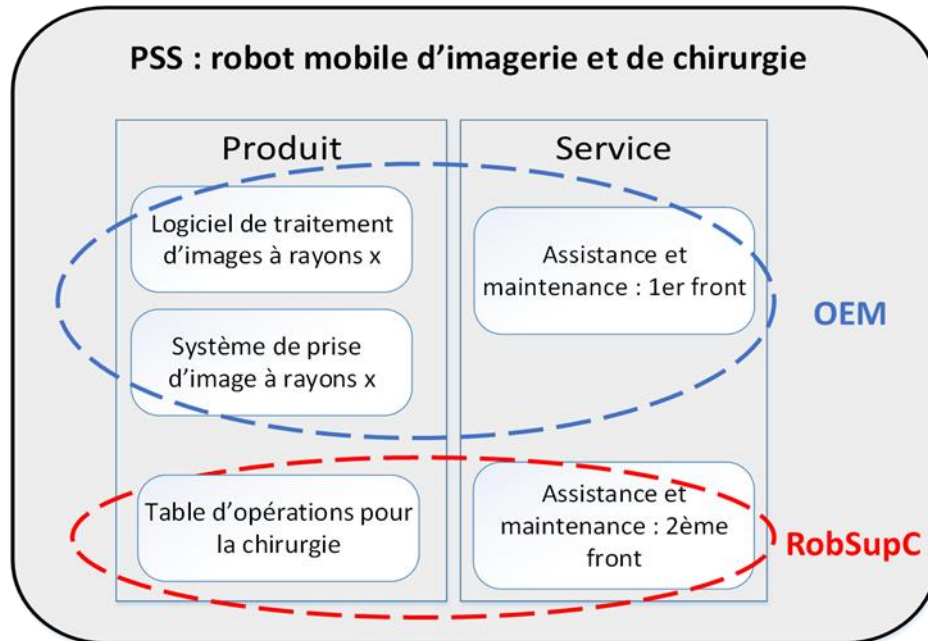 PSS : robot mobile d’imagerie et de chirurgie
Produit
Logiciel de traitement
d’images à rayons x
Système de prise
d’image à rayons x
Table d’opérations pour
la chirurgie
Service
Assistance et
maintenance : 1er front
Assistance et
maintenance : 2ème
front
OEM
RobSupC